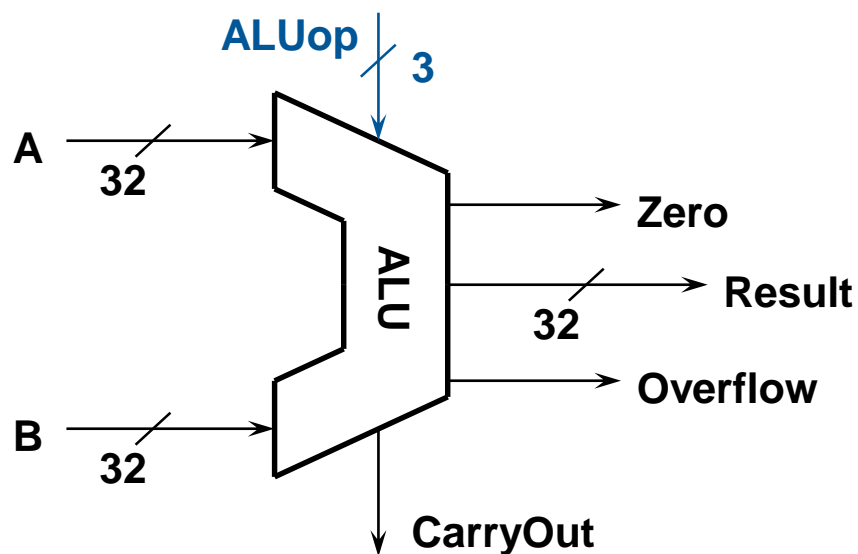 ALUop
3
A
32
Zero
ALU
Result
32
Overflow
B
32
CarryOut